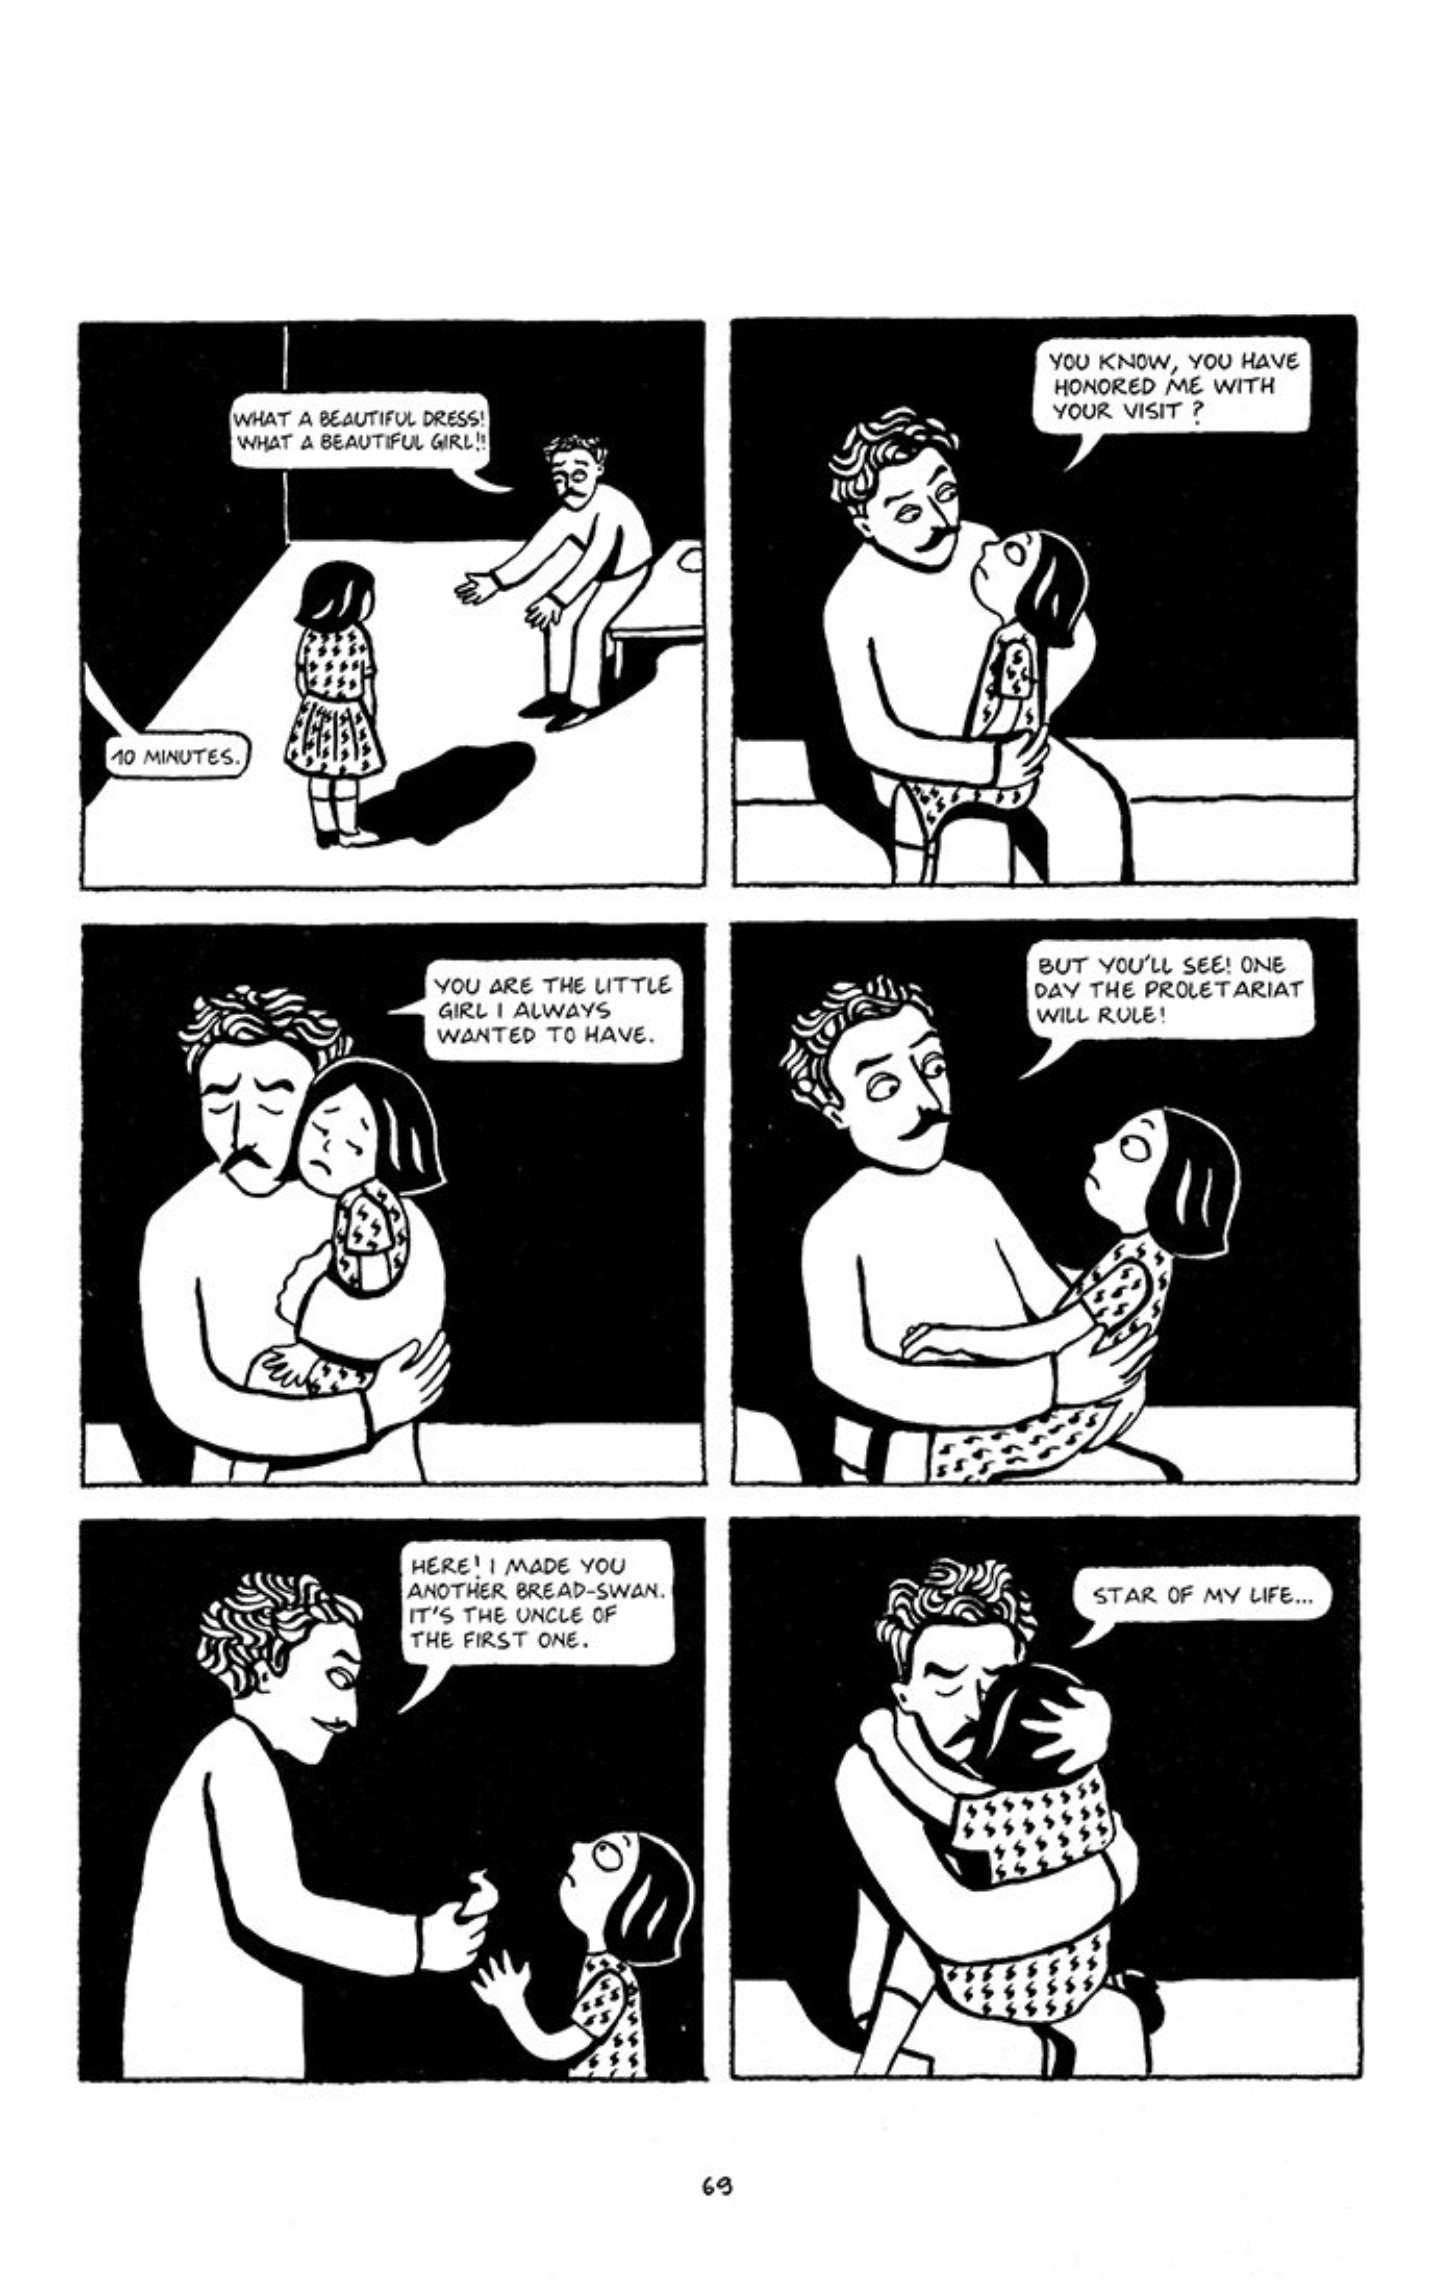 WHAT A BEAUTIFUL DRESS!
WHAT A BEAUTIFUL GIRL!!
10 MINUTES.
YOU KNOW, YOU HAVE
HONORED ME WITH
YOUR VISIT ?
YOU ARE THE LITTLE
GIRL I ALWAYS
WANTED TO HAVE.
BUT YOU'LL SEE! ONE
DAY THE PROLETARIAT
WILL RULE!
HERE! I MADE YOU
ANOTHER BREAD-SWAN.
IT'S THE UNCLE OF
THE FIRST ONE.
STAR OF MY LIFE...
69